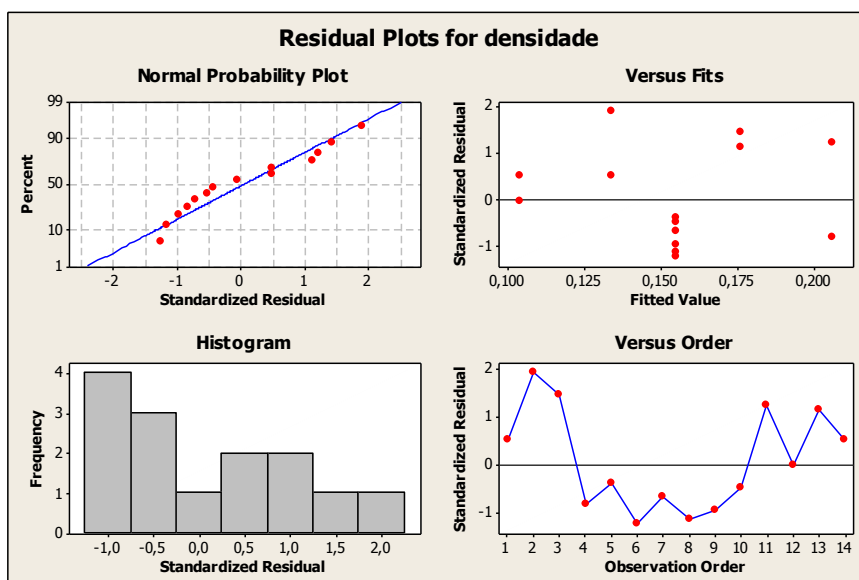 Residual Plots for densidade
Normal Probability Plot
Versus Fits
99
90
50
10
1
Percent
-2 -1 0 1 2
Standardized Residual
2
1
0
-1
Standardized Residual
0,100 0,125 0,150 0,175 0,200
Fitted Value
Histogram
Versus Order
4
3
2
1
0
Frequency
-1,0 -0,5 0,0 0,5 1,0 1,5 2,0
Standardized Residual
2
1
0
-1
Standardized Residual
1 2 3 4 5 6 7 8 9 10 11 12 13 14
Observation Order